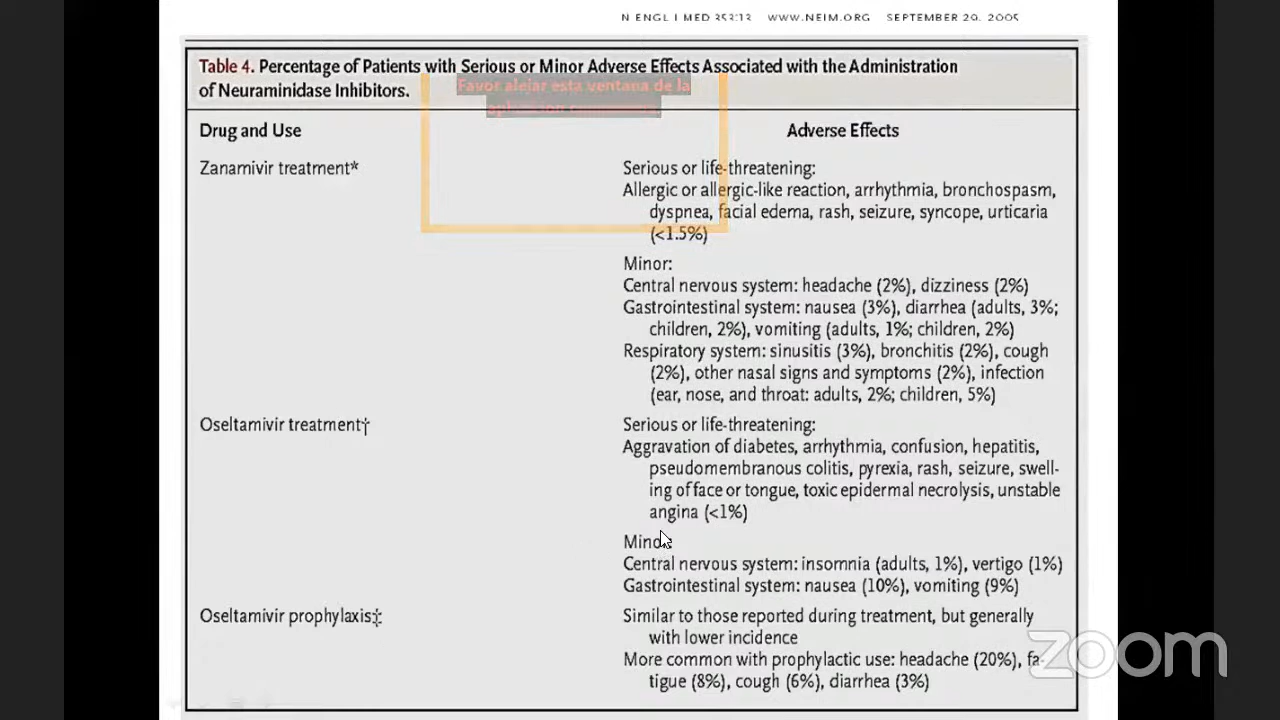 N ENGL J MED 353;13 WWW.NEJM.ORG SEPTEMBER 29, 2005
Table 4. Percentage of Patients with Serious or Minor Adverse Effects Associated with the Administration
of Neuraminidase Inhibitors.
Favor alejar esta ventana de la
Drug and Use
Adverse Effects
Zanamivir treatment*
Serious or life-threatening:
Allergic or allergic-like reaction, arrhythmia, bronchospasm,
dyspnea, facial edema, rash, seizure, syncope, urticaria
(<1.5%)
Minor:
Central nervous system: headache (2%), dizziness (2%)
Gastrointestinal system: nausea (3%), diarrhea (adults, 3%;
children, 2%), vomiting (adults, 1%; children, 2%)
Respiratory system: sinusitis (3%), bronchitis (2%), cough
(2%), other nasal signs and symptoms (2%), infection
(ear, nose, and throat: adults, 2%; children, 5%)
Oseltamivir treatment†
Serious or life-threatening:
Aggravation of diabetes, arrhythmia, confusion, hepatitis,
pseudomembranous colitis, pyrexia, rash, seizure, swell-
ing of face or tongue, toxic epidermal necrolysis, unstable
angina (<1%)
Minor:
Central nervous system: insomnia (adults, 1%), vertigo (1%)
Gastrointestinal system: nausea (10%), vomiting (9%)
Oseltamivir prophylaxis‡
Similar to those reported during treatment, but generally
with lower incidence
More common with prophylactic use: headache (20%), fa-
tigue (8%), cough (6%), diarrhea (3%)
zoom